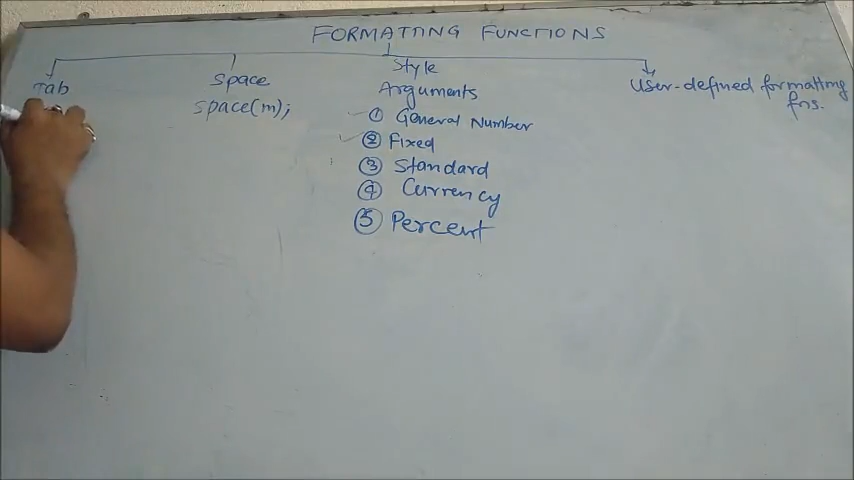 FORMATTING FUNCTIONS
Tab
space
space(m);
Style
Arguments
① General Number
② Fixed
③ Standard
④ Currency
⑤ Percent
User-defined formatting
fns.